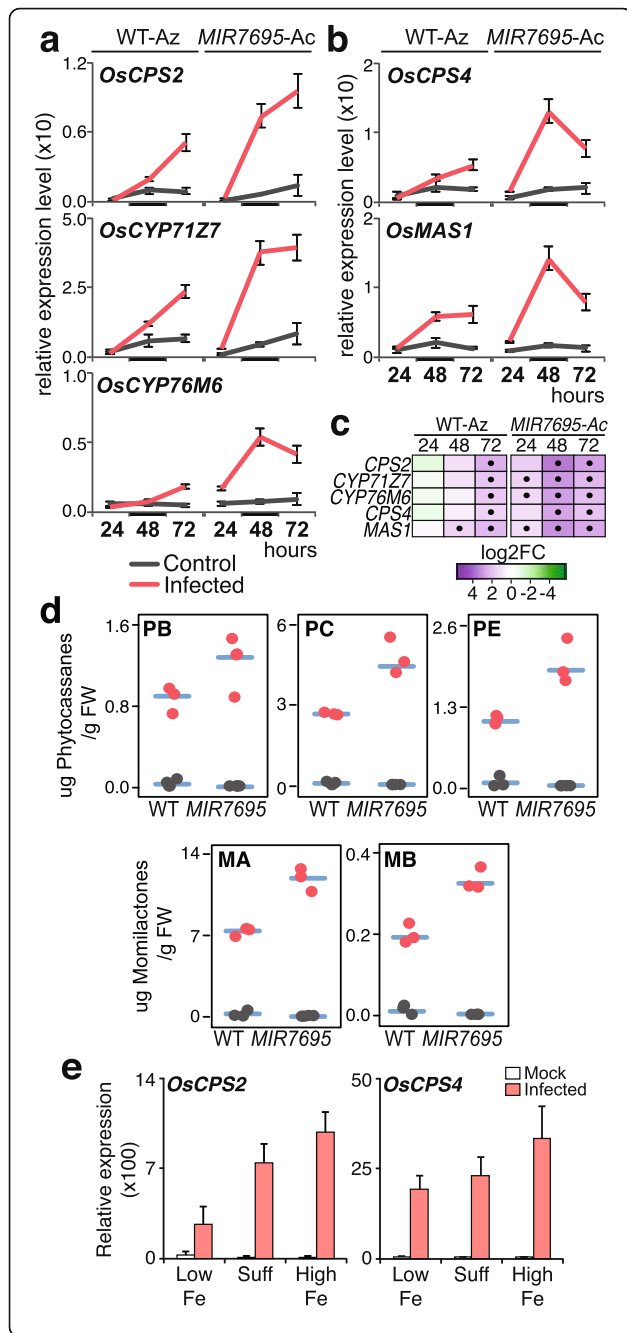 a WT-Az MIR7695-Ac
b WT-Az MIR7695-Ac
relative expression level (x10)
OsCPS2
1.2
0.6
0.0
OsCYP71Z7
5.0
2.5
0.0
OsCYP76M6
1.0
0.5
0
24 48 72 24 48 72
hours
Control
Infected
relative expression level (x10)
OsCPS4
2
1
0
OsMAS1
2
1
0
24 48 72 24 48 72
hours
c WT-Az MIR7695-Ac
24 48 72 24 48 72
CPS2
CYP71Z7
CYP76M6
CPS4
MAS1
log2FC
4 2 0 -2 -4
d
ug Phytocassanes
/g FW
PB
1.6
0.8
0.0
WT MIR7695
PC
6
3
0
WT MIR7695
PE
2.6
1.3
0.0
WT MIR7695
ug Momilactones
/g FW
MA
14
7
0
WT MIR7695
MB
0.4
0.2
0.0
WT MIR7695
e
Relative expression
(x100)
OsCPS2
14
7
0
Low Suff High
Fe Fe
OsCPS4
Mock
Infected
50
25
0
Low Suff High
Fe Fe